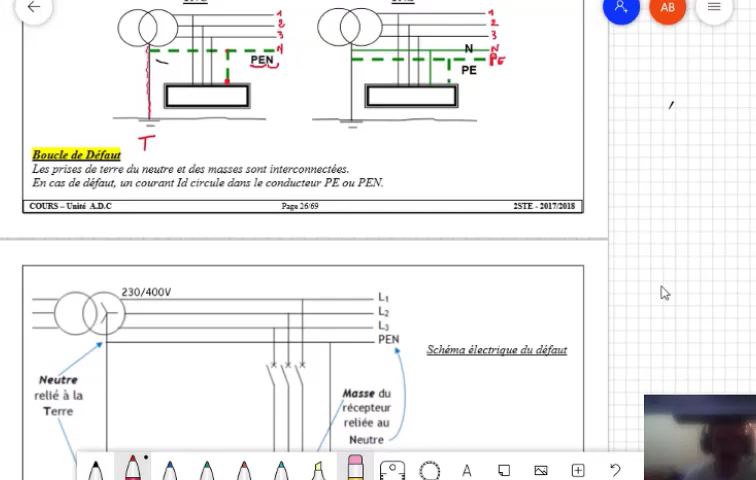 AB
1
2
3
N
PEN
T
1
2
3
N
N
PE
PE
Boucle de Défaut
Les prises de terre du neutre et des masses sont interconnectées.
En cas de défaut, un courant Id circule dans le conducteur PE ou PEN.
COURS – Unité A.D.C
Page 26/69
2STE - 2017/2018
230/400V
L1
L2
L3
PEN
Schéma électrique du défaut
Neutre
relié à la
Terre
Masse du
récepteur
reliée au
Neutre
A